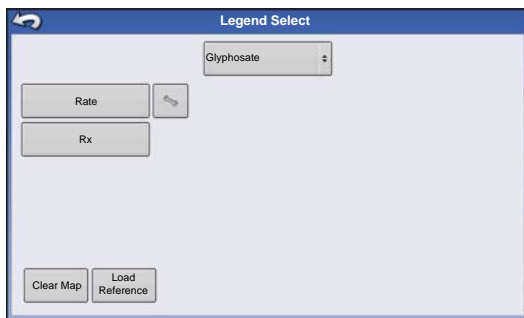 Legend Select
Glyphosate
Rate
Rx
Clear Map
Load
Reference